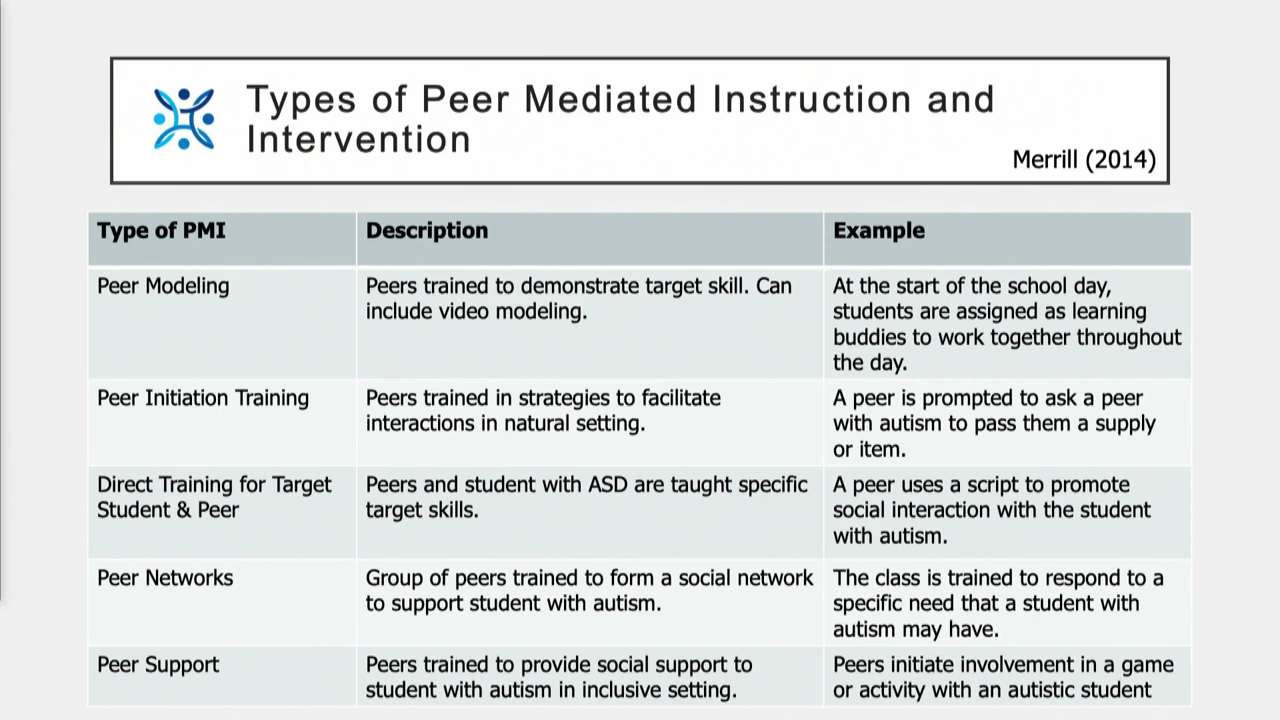 Types of Peer Mediated Instruction and
Intervention
Merrill (2014)
Type of PMI
Description
Example
Peer Modeling
Peers trained to demonstrate target skill. Can
include video modeling.
At the start of the school day,
students are assigned as learning
buddies to work together throughout
the day.
Peer Initiation Training
Peers trained in strategies to facilitate
interactions in natural setting.
A peer is prompted to ask a peer
with autism to pass them a supply
or item.
Direct Training for Target
Student & Peer
Peers and student with ASD are taught specific
target skills.
A peer uses a script to promote
social interaction with the student
with autism.
Peer Networks
Group of peers trained to form a social network
to support student with autism.
The class is trained to respond to a
specific need that a student with
autism may have.
Peer Support
Peers trained to provide social support to
student with autism in inclusive setting.
Peers initiate involvement in a game
or activity with an autistic student